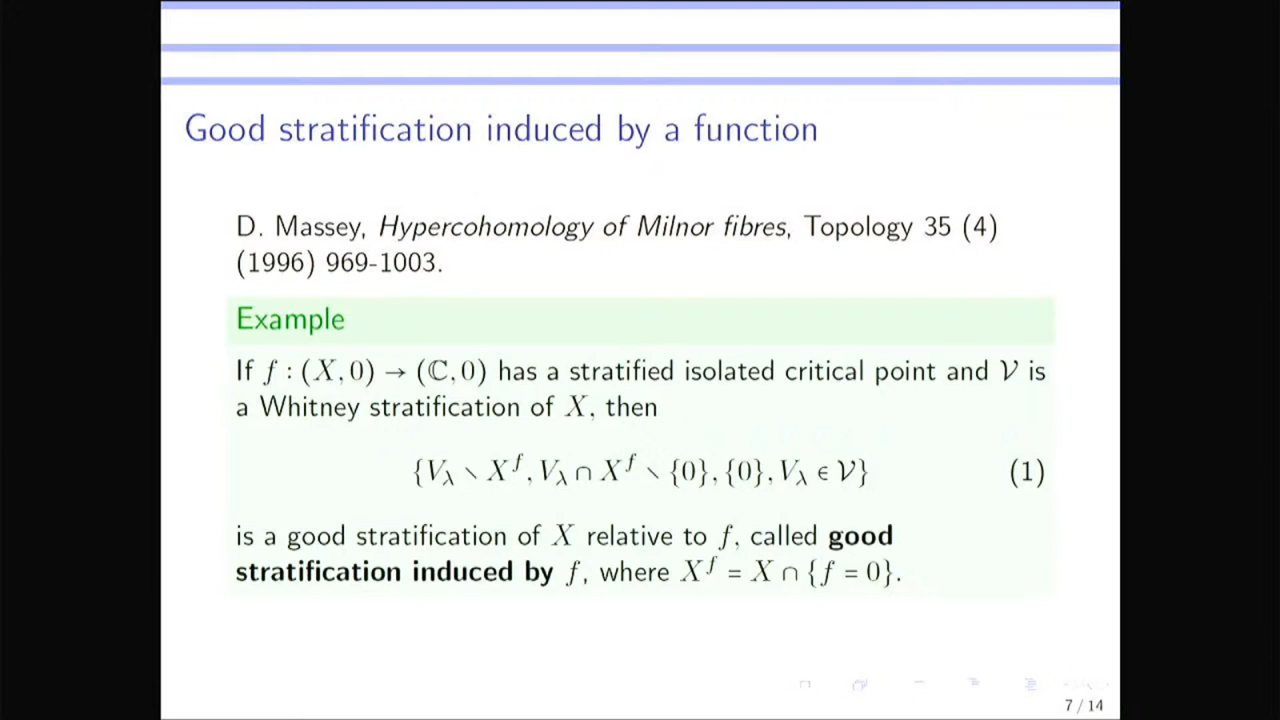 Good stratification induced by a function
D. Massey, Hypercohomology of Milnor fibres, Topology 35 (4)
(1996) 969-1003.
Example
If f : (X, 0) → (ℂ, 0) has a stratified isolated critical point and 𝒱 is
a Whitney stratification of X, then
{V_λ ∖ X^f, V_λ ∩ X^f ∖ {0}, {0}, V_λ ∈ 𝒱} (1)
is a good stratification of X relative to f, called good
stratification induced by f, where X^f = X ∩ {f = 0}.
7 / 14